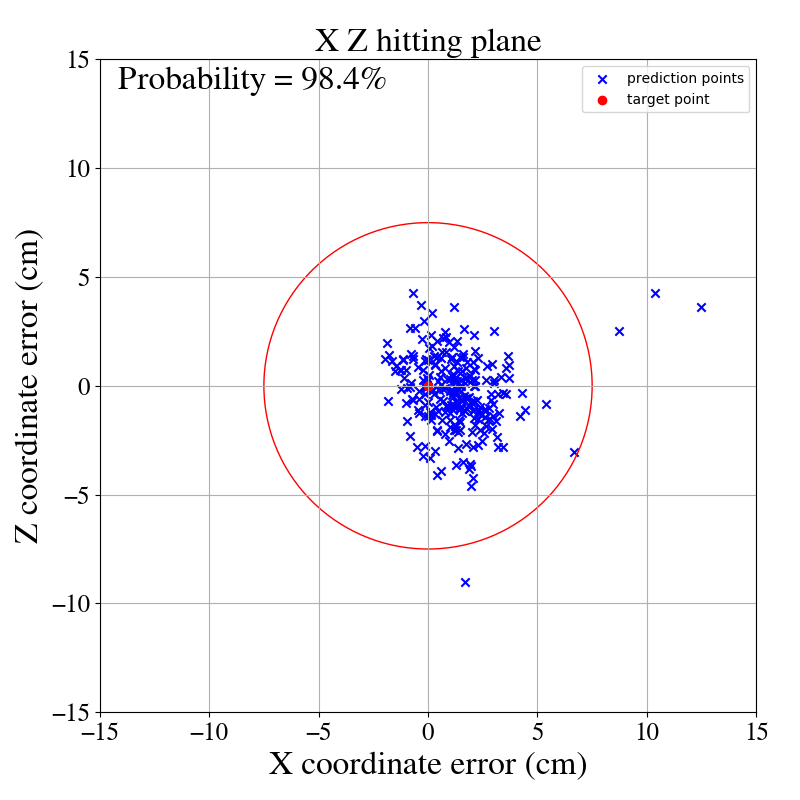 X Z hitting plane
Probability = 98.4%
prediction points
target point
15
10
5
0
−5
−10
−15
Z coordinate error (cm)
−15 −10 −5 0 5 10 15
X coordinate error (cm)